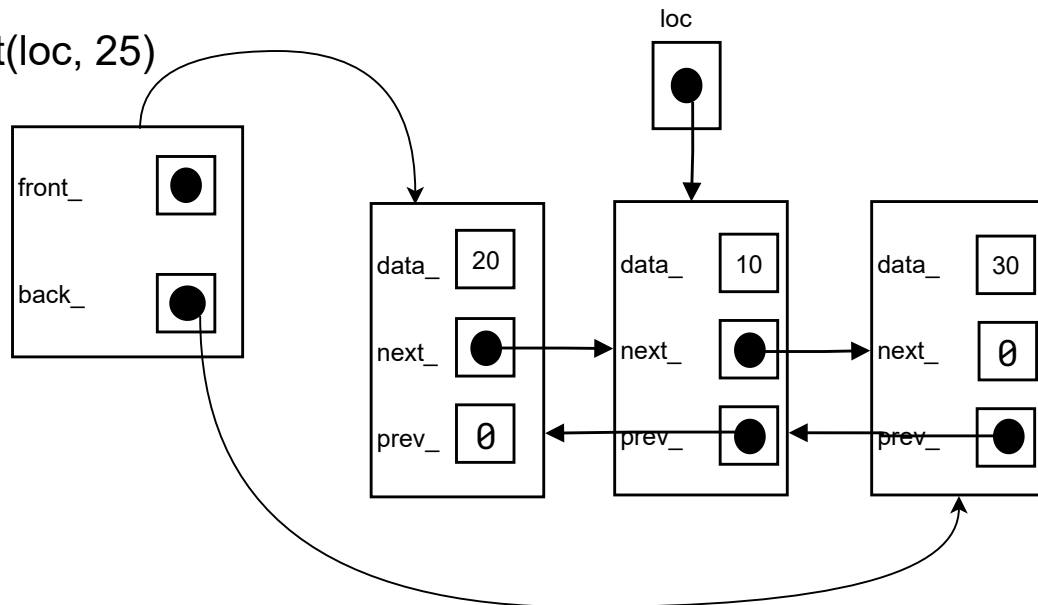 loc
t(loc, 25)
front_
back_
data_ 20
next_
prev_ 0
data_ 10
next_
prev_
data_ 30
next_ 0
prev_